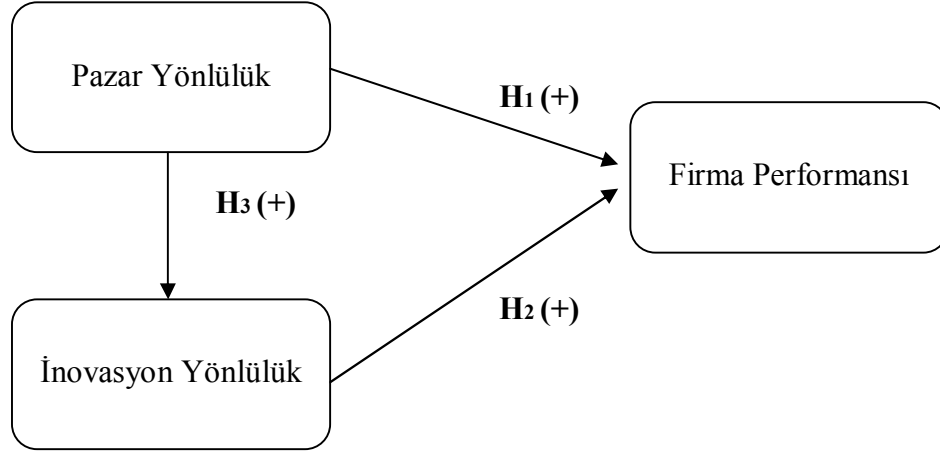 Pazar Yönlülük
H1 (+)
Firma Performansı
H3 (+)
H2 (+)
İnovasyon Yönlülük